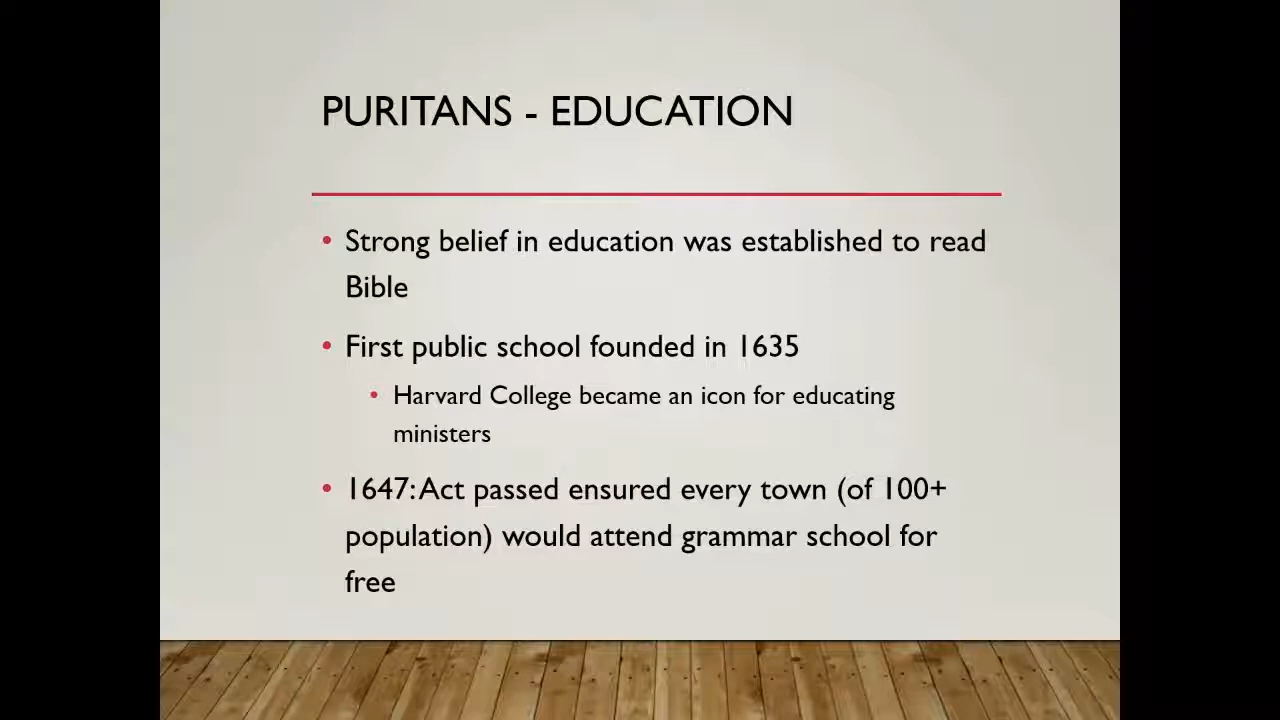 PURITANS - EDUCATION
• Strong belief in education was established to read
Bible
• First public school founded in 1635
• Harvard College became an icon for educating
ministers
• 1647: Act passed ensured every town (of 100+
population) would attend grammar school for
free